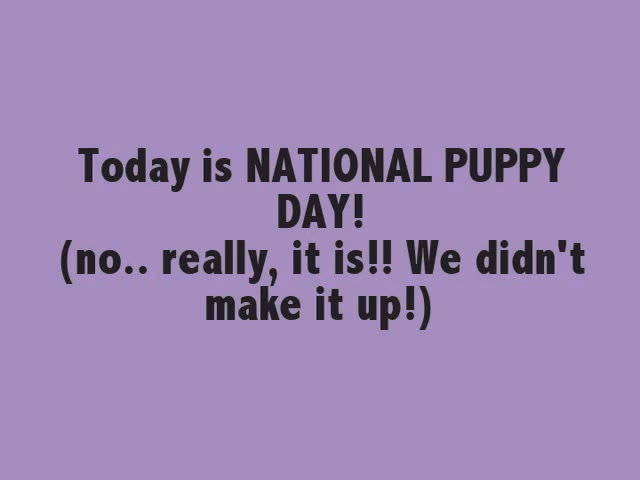 Today is NATIONAL PUPPY
DAY!
(no.. really, it is!! We didn't
make it up!)